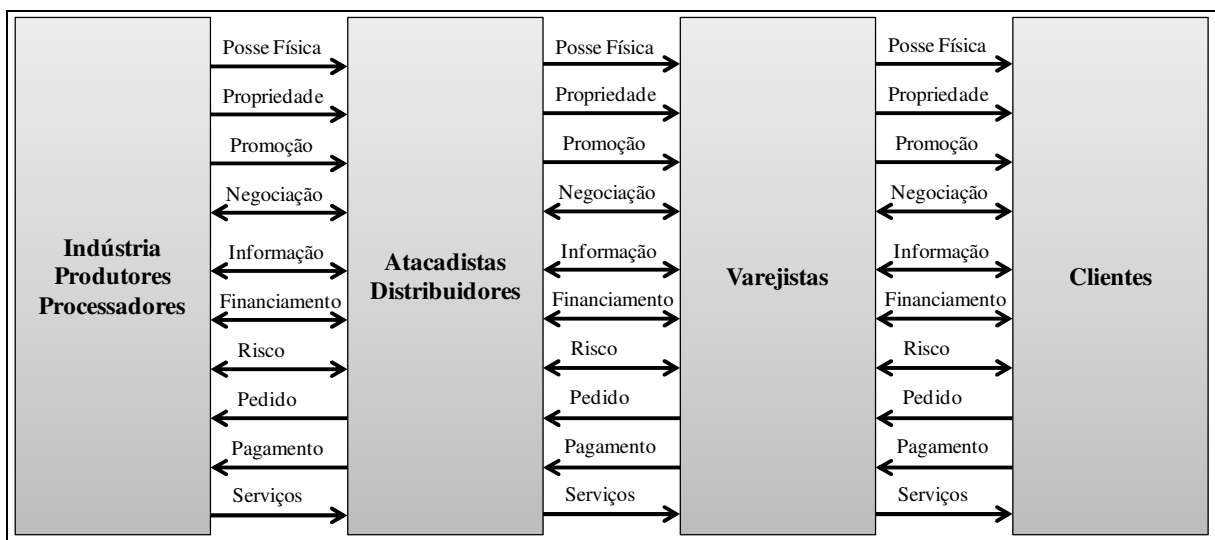 Indústria
Produtores
Processadores
Posse Física
Propriedade
Promoção
Negociação
Informação
Financiamento
Risco
Pedido
Pagamento
Serviços
Atacadistas
Distribuidores
Posse Física
Propriedade
Promoção
Negociação
Informação
Financiamento
Risco
Pedido
Pagamento
Serviços
Varejistas
Posse Física
Propriedade
Promoção
Negociação
Informação
Financiamento
Risco
Pedido
Pagamento
Serviços
Clientes